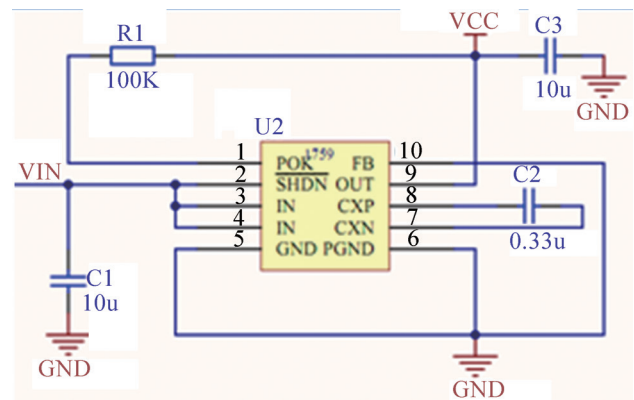 R1
100K
VCC
C3
10u
GND
U2
1759
1 POK FB 10
2 SHDN OUT 9
3 IN CXP 8
4 IN CXN 7
5 GND PGND 6
VIN
C2
0.33u
C1
10u
GND
GND